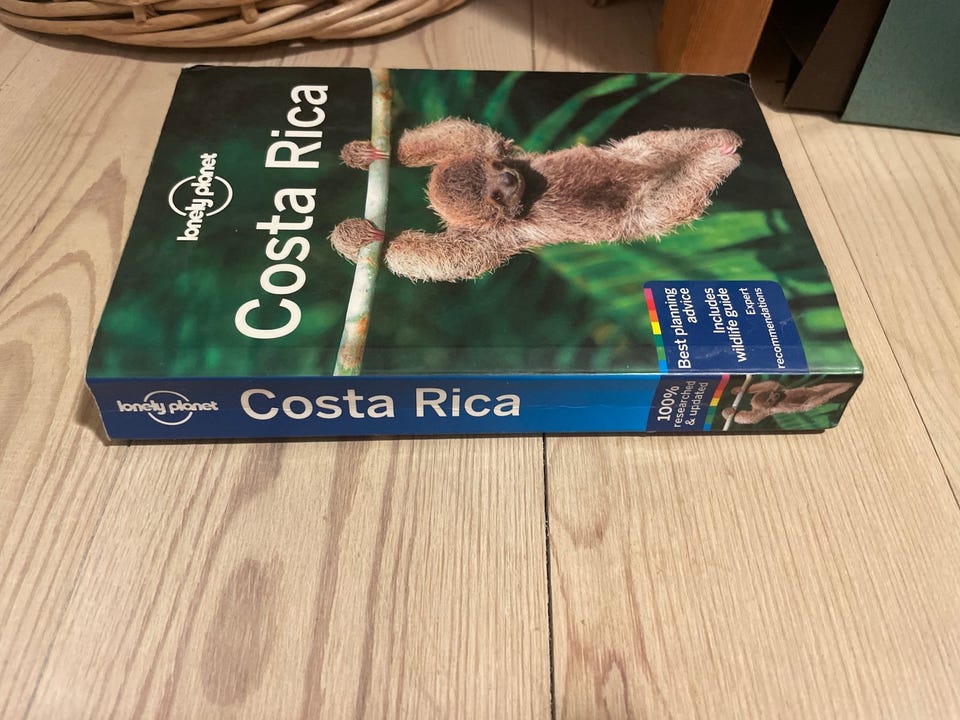 lonely planet
Costa Rica
Best planning
advice
Includes
wildlife guide
Expert
recommendations
lonely planet
Costa Rica
100%
researched
& updated